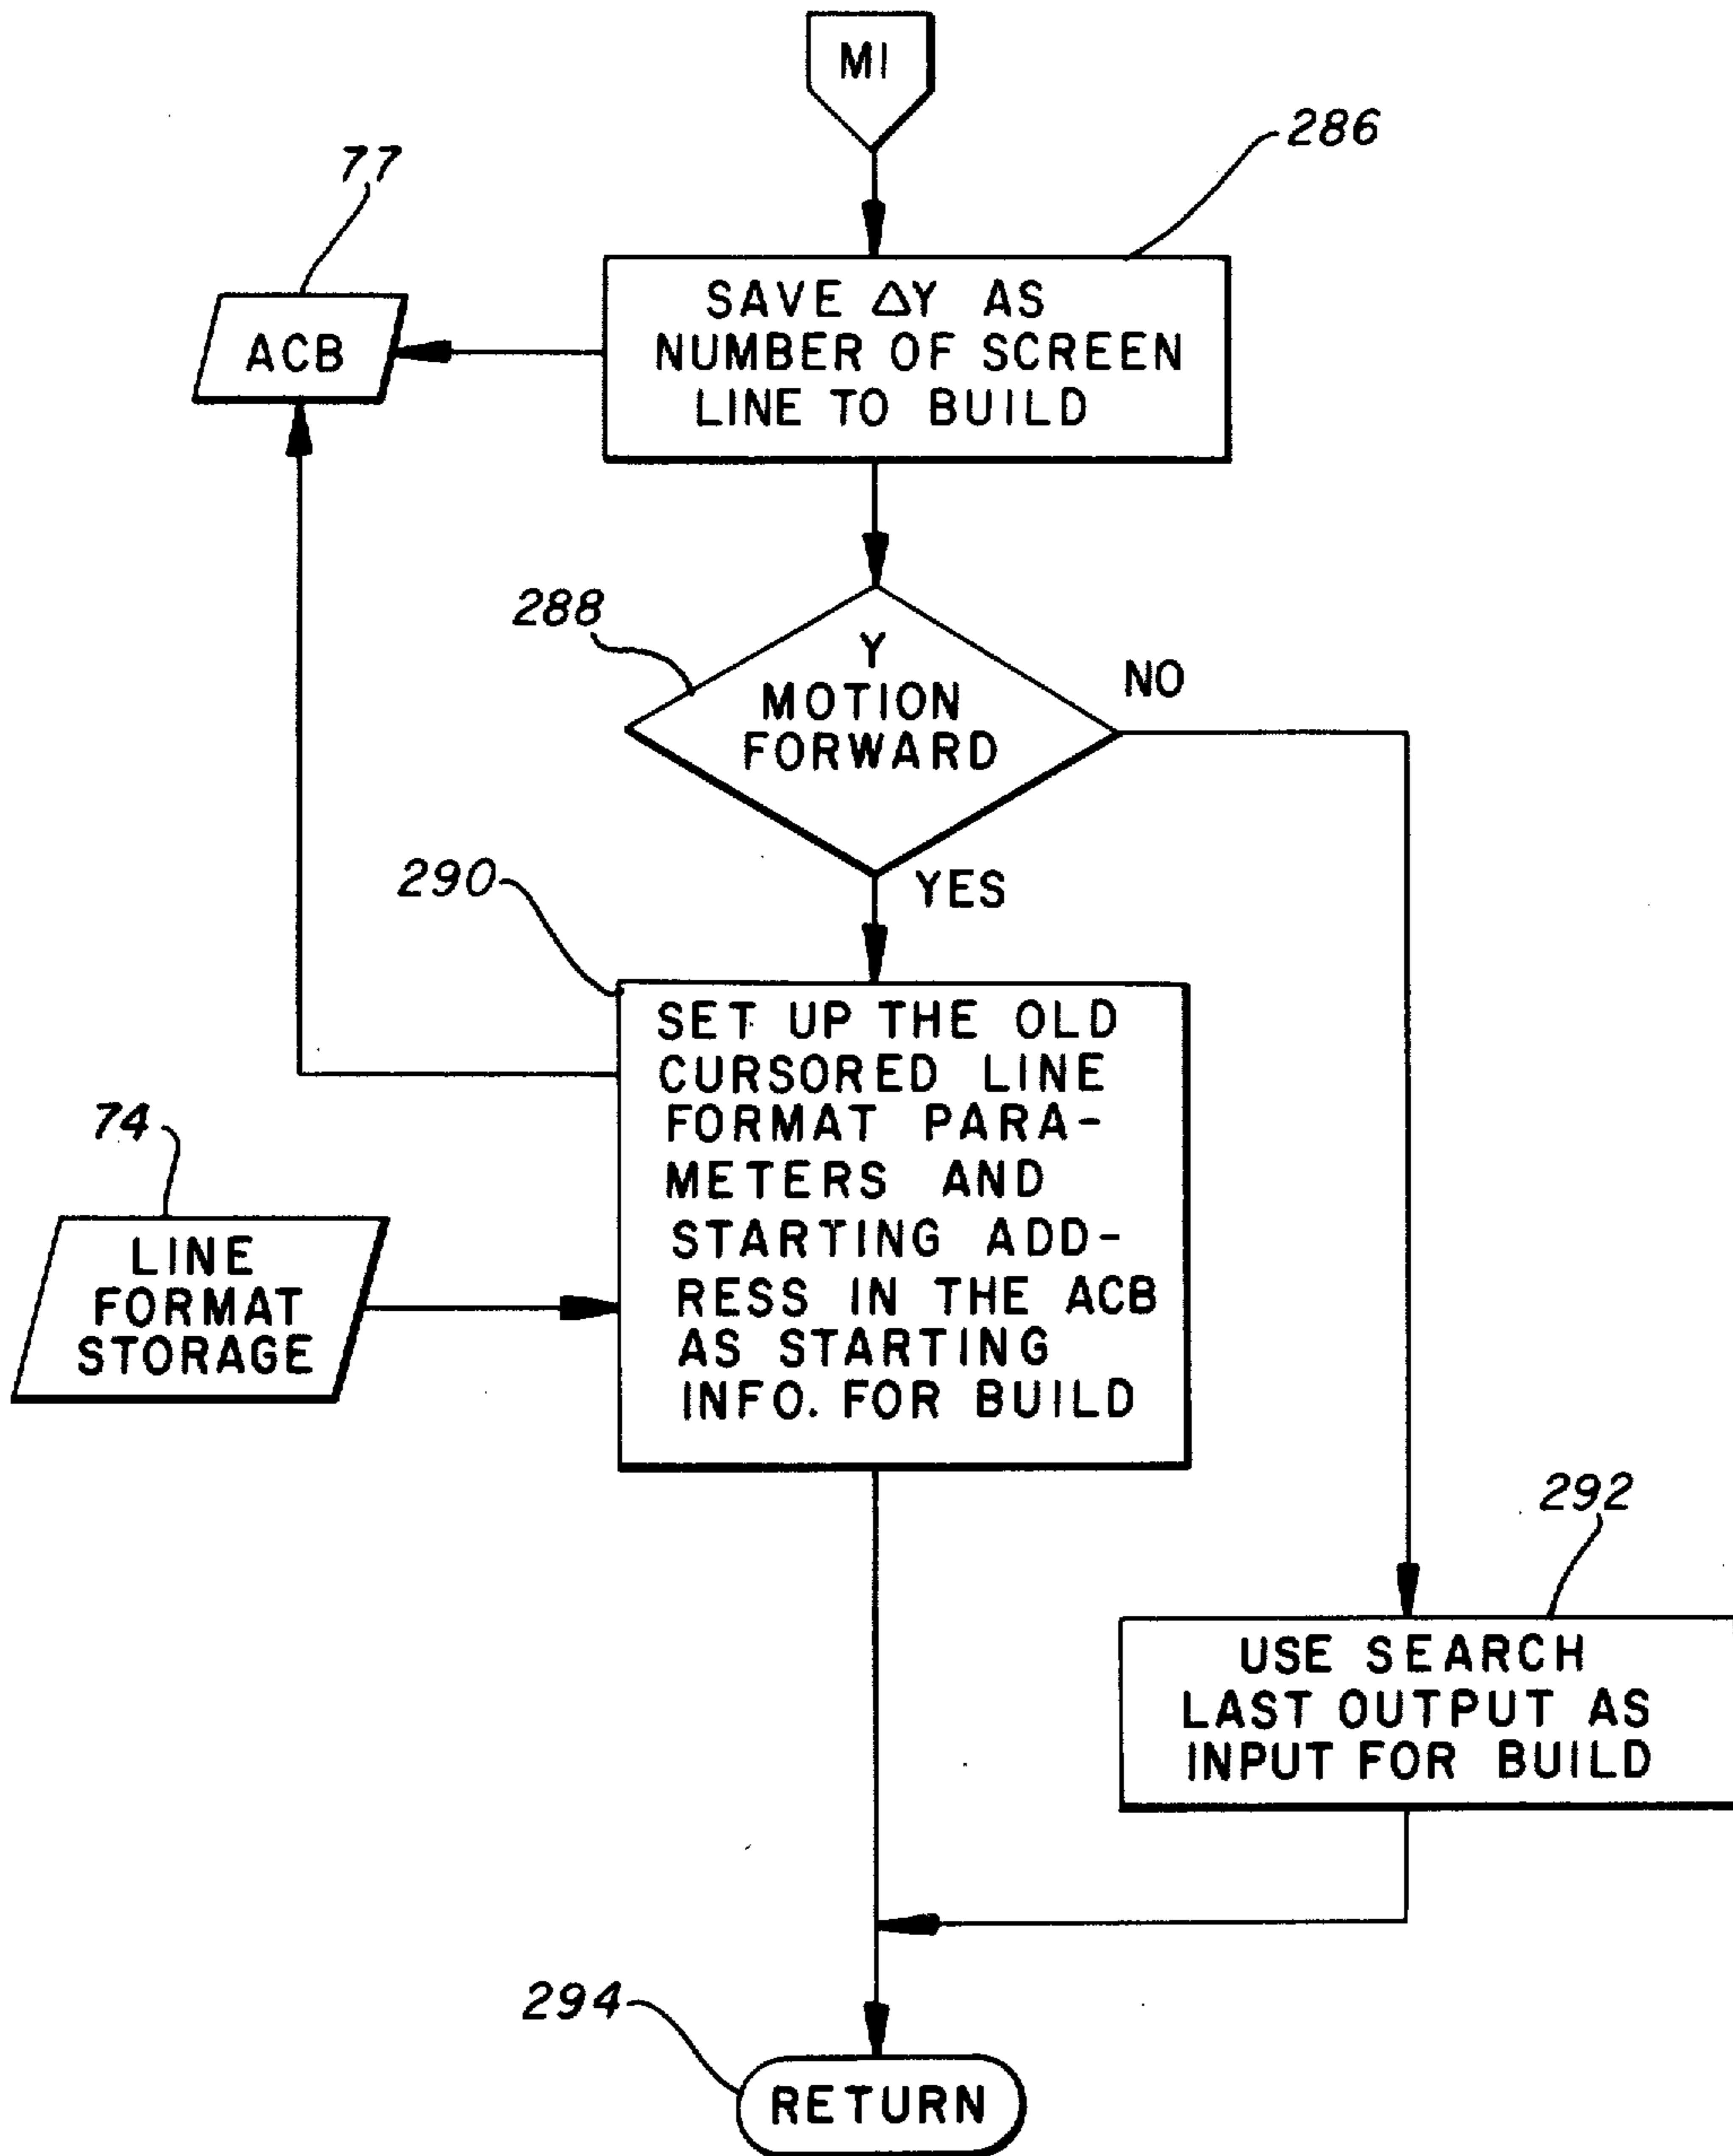 MI
286
77
ACB
SAVE ΔY AS
NUMBER OF SCREEN
LINE TO BUILD
288
Y
MOTION
FORWARD
NO
YES
290
SET UP THE OLD
CURSORED LINE
FORMAT PARA-
METERS AND
STARTING ADD-
RESS IN THE ACB
AS STARTING
INFO. FOR BUILD
74
LINE
FORMAT
STORAGE
292
USE SEARCH
LAST OUTPUT AS
INPUT FOR BUILD
294
RETURN